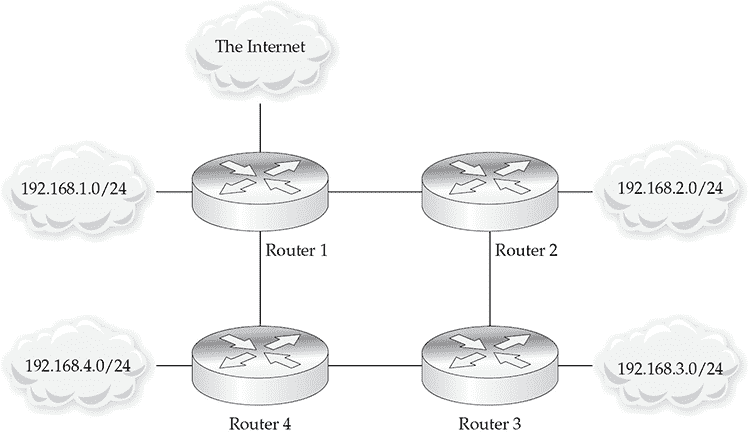 The Internet
192.168.1.0/24
192.168.2.0/24
Router 1
Router 2
192.168.4.0/24
192.168.3.0/24
Router 4
Router 3